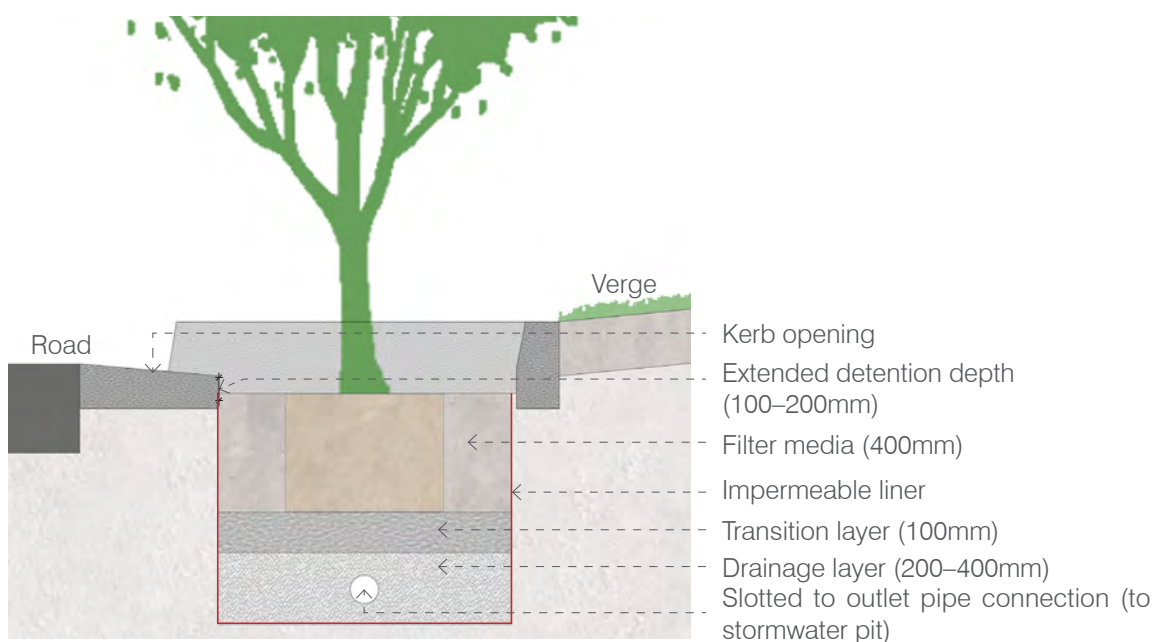 Verge
Road
Kerb opening
Extended detention depth
(100–200mm)
Filter media (400mm)
Impermeable liner
Transition layer (100mm)
Drainage layer (200–400mm)
Slotted to outlet pipe connection (to
stormwater pit)